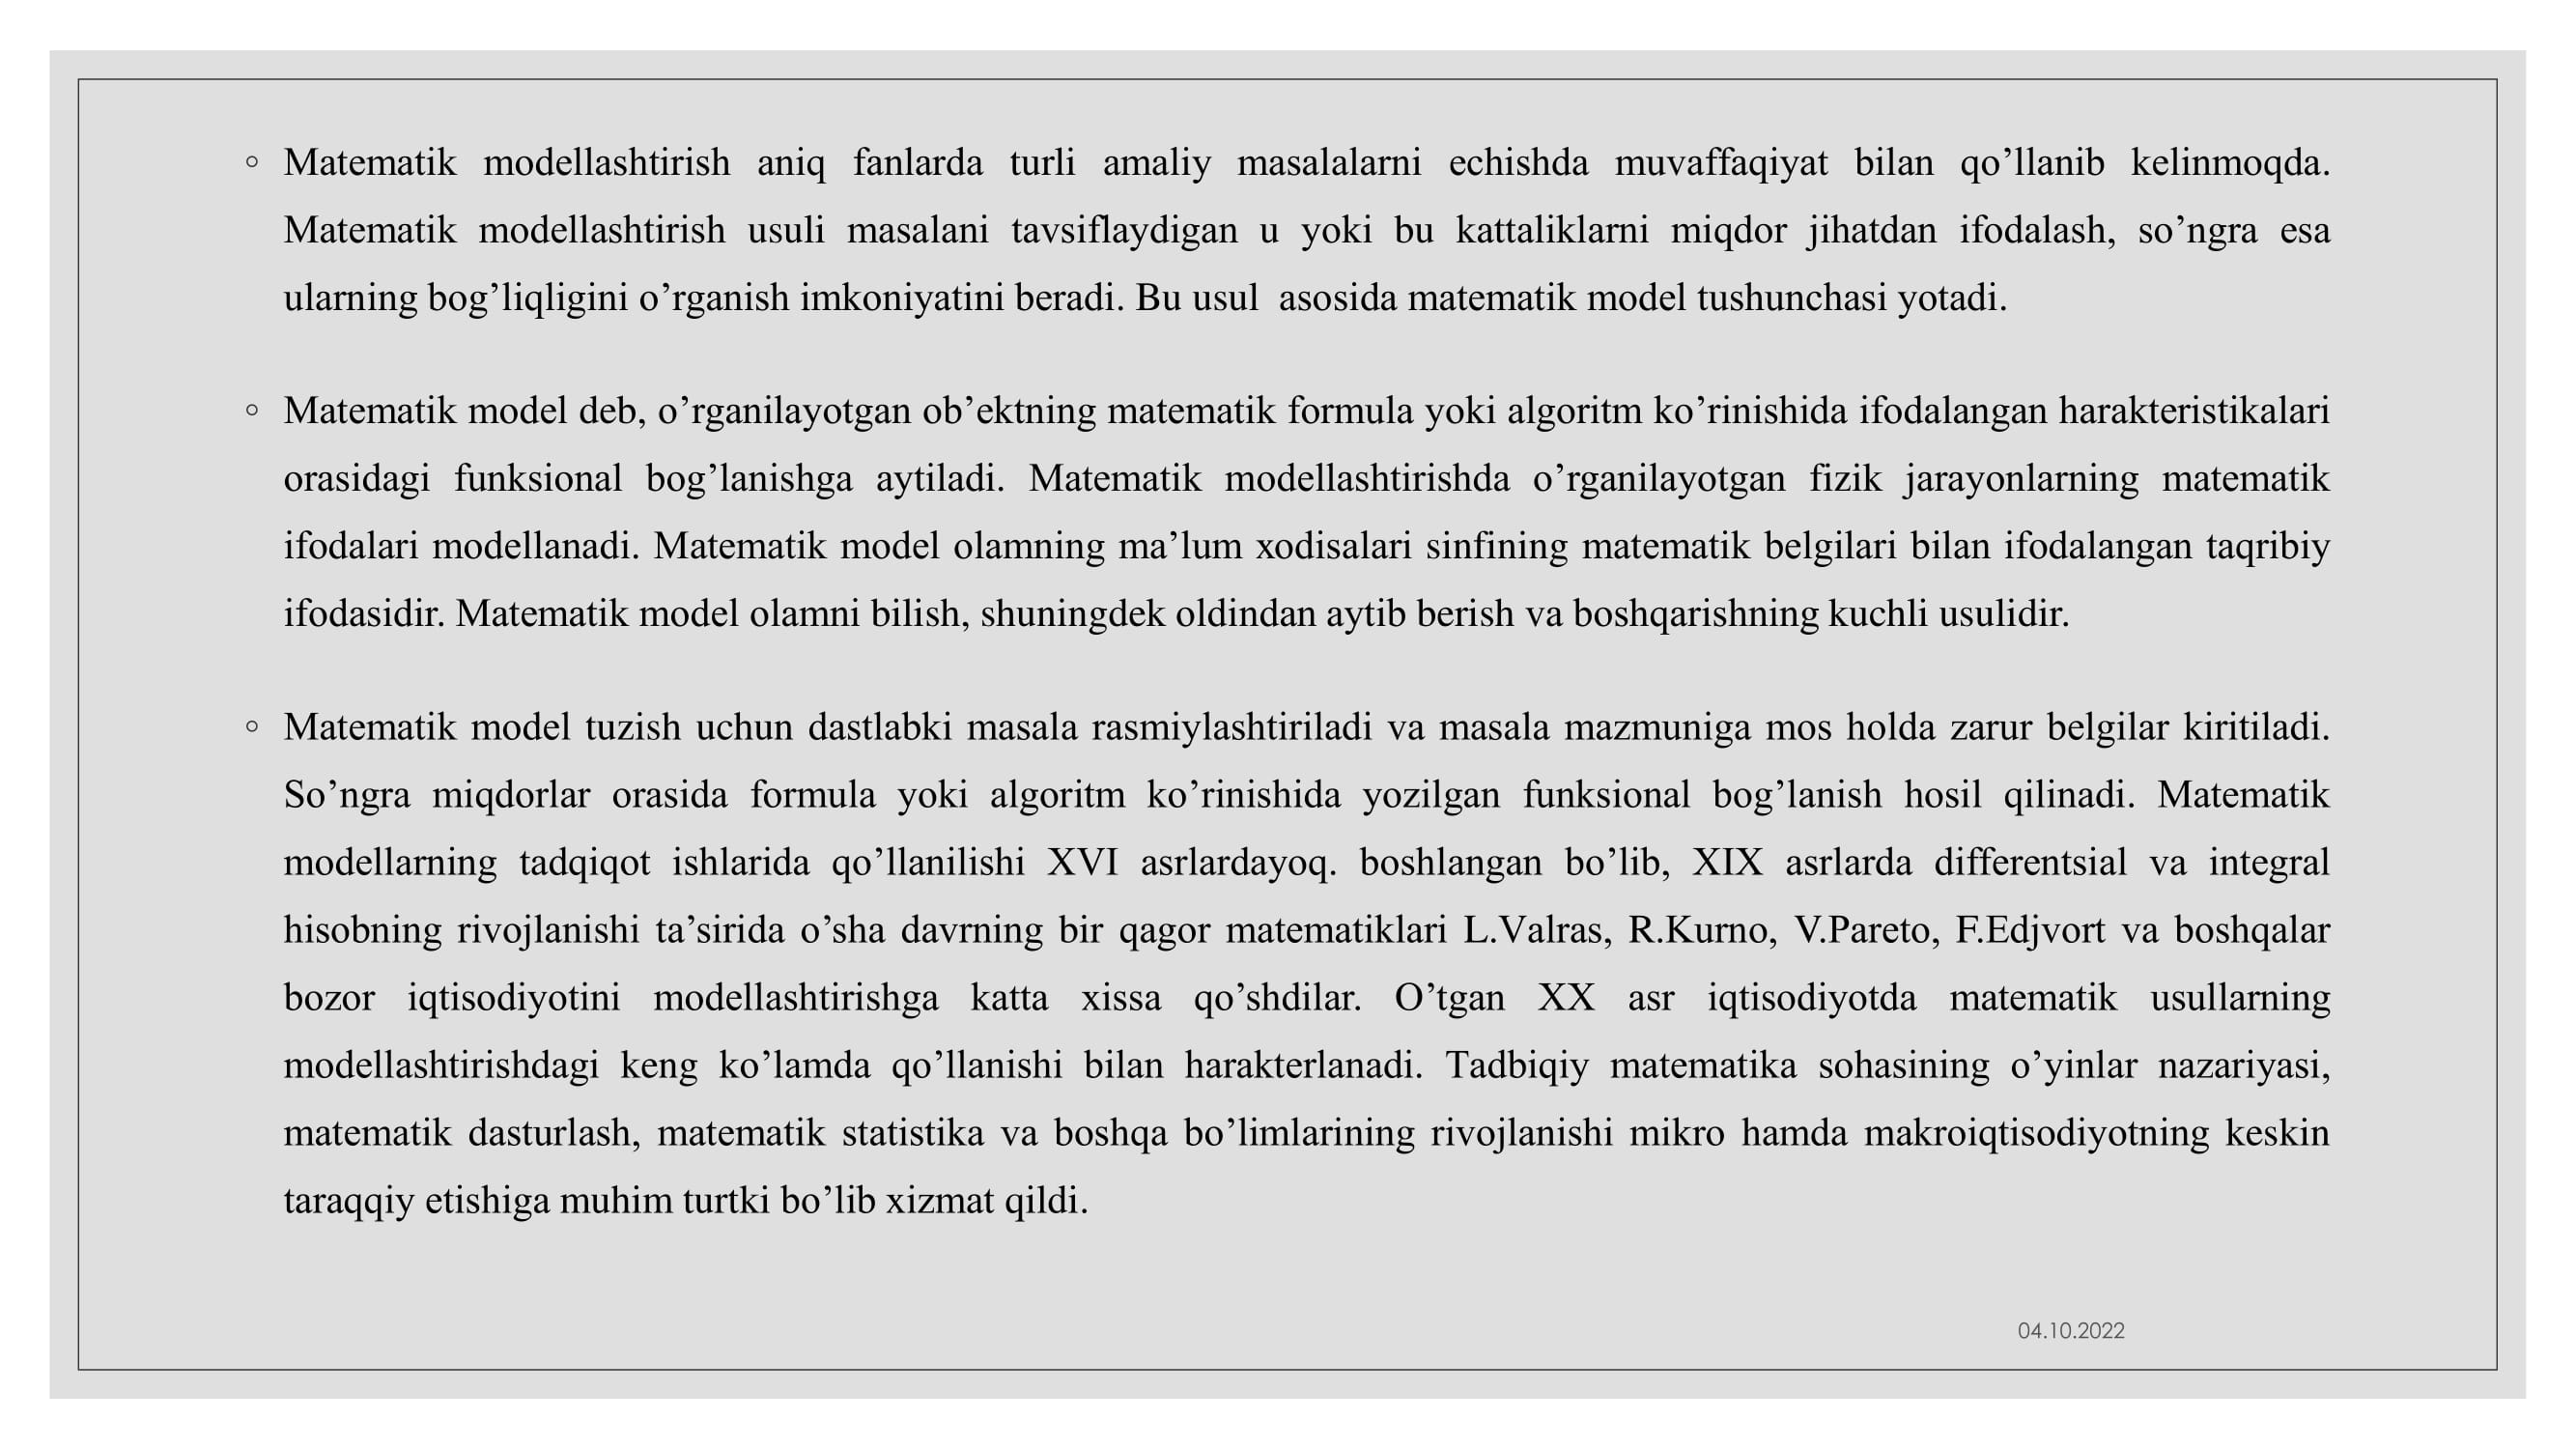 ◦ Matematik modellashtirish aniq fanlarda turli amaliy masalalarni echishda muvaffaqiyat bilan qo’llanib kelinmoqda.
Matematik modellashtirish usuli masalani tavsiflaydigan u yoki bu kattaliklarni miqdor jihatdan ifodalash, so’ngra esa
ularning bog’liqligini o’rganish imkoniyatini beradi. Bu usul  asosida matematik model tushunchasi yotadi.
◦ Matematik model deb, o’rganilayotgan ob’ektning matematik formula yoki algoritm ko’rinishida ifodalangan harakteristikalari
orasidagi funksional bog’lanishga aytiladi. Matematik modellashtirishda o’rganilayotgan fizik jarayonlarning matematik
ifodalari modellanadi. Matematik model olamning ma’lum xodisalari sinfining matematik belgilari bilan ifodalangan taqribiy
ifodasidir. Matematik model olamni bilish, shuningdek oldindan aytib berish va boshqarishning kuchli usulidir.
◦ Matematik model tuzish uchun dastlabki masala rasmiylashtiriladi va masala mazmuniga mos holda zarur belgilar kiritiladi.
So’ngra miqdorlar orasida formula yoki algoritm ko’rinishida yozilgan funksional bog’lanish hosil qilinadi. Matematik
modellarning tadqiqot ishlarida qo’llanilishi XVI asrlardayoq. boshlangan bo’lib, XIX asrlarda differentsial va integral
hisobning rivojlanishi ta’sirida o’sha davrning bir qagor matematiklari L.Valras, R.Kurno, V.Pareto, F.Edjvort va boshqalar
bozor iqtisodiyotini modellashtirishga katta xissa qo’shdilar. O’tgan XX asr iqtisodiyotda matematik usullarning
modellashtirishdagi keng ko’lamda qo’llanishi bilan harakterlanadi. Tadbiqiy matematika sohasining o’yinlar nazariyasi,
matematik dasturlash, matematik statistika va boshqa bo’limlarining rivojlanishi mikro hamda makroiqtisodiyotning keskin
taraqqiy etishiga muhim turtki bo’lib xizmat qildi.
04.10.2022